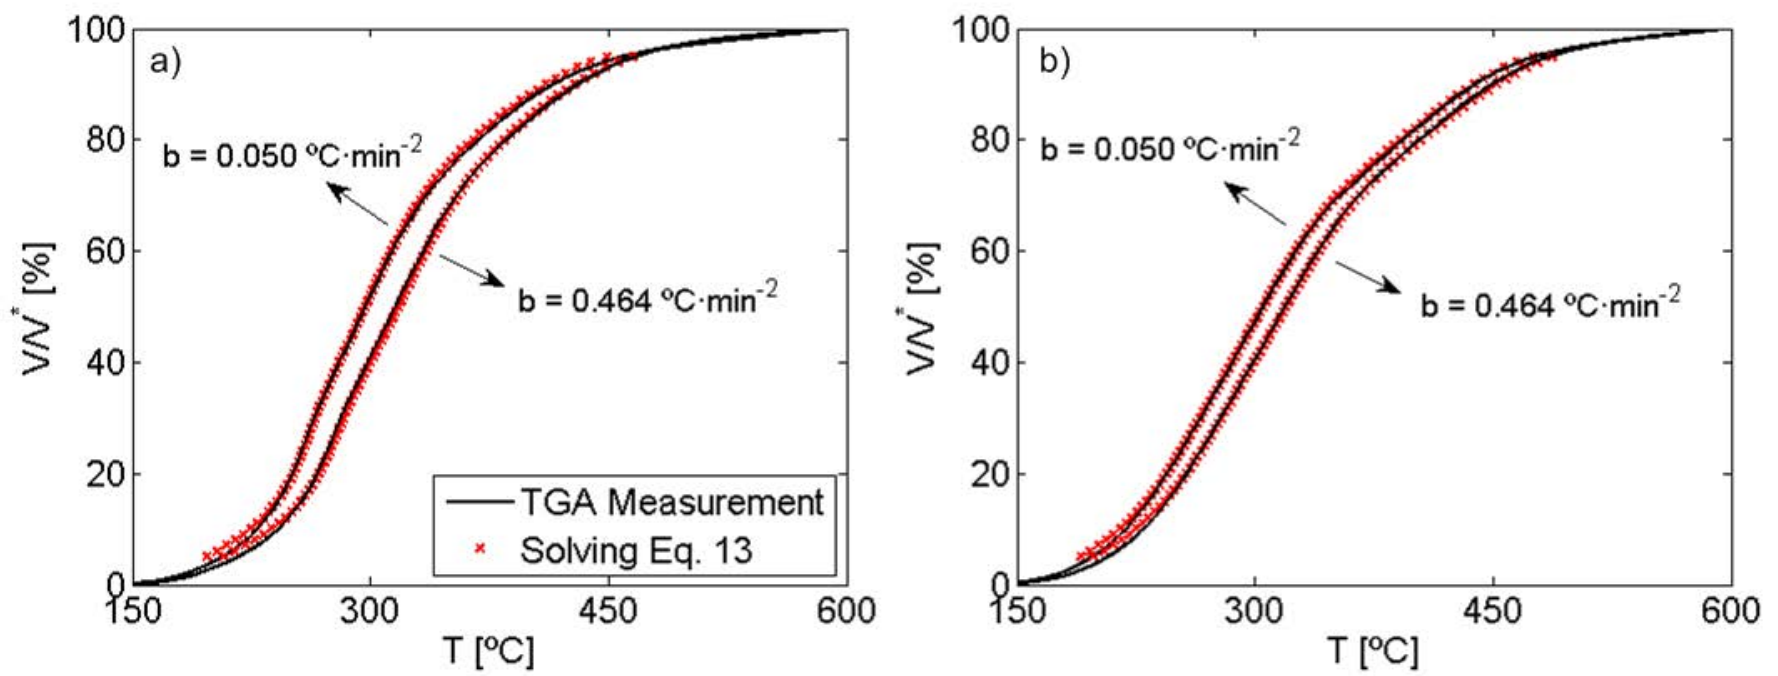 a)
100
80
60
40
20
0
150
300
450
600
V/V* [%]
T [ºC]
b = 0.050 ºC·min-2
b = 0.464 ºC·min-2
TGA Measurement
Solving Eq. 13
b)
100
80
60
40
20
0
150
300
450
600
V/V* [%]
T [ºC]
b = 0.050 ºC·min-2
b = 0.464 ºC·min-2